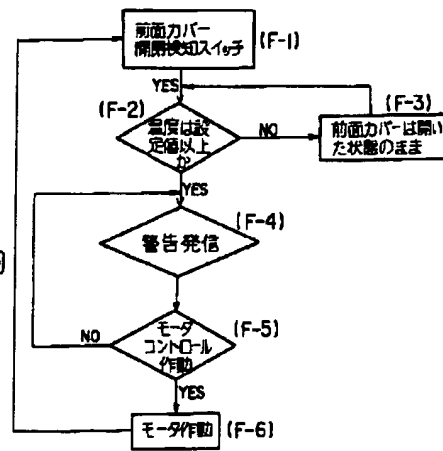 前面カバー
開閉検知スイッチ
(F-1)
YES
(F-2)
温度は設
定値以上
か
NO
(F-3)
前面カバーは開い
た状態のまま
YES
(F-4)
警告発信
(F-5)
モータ
コントロール
作動
NO
YES
モータ作動
(F-6)